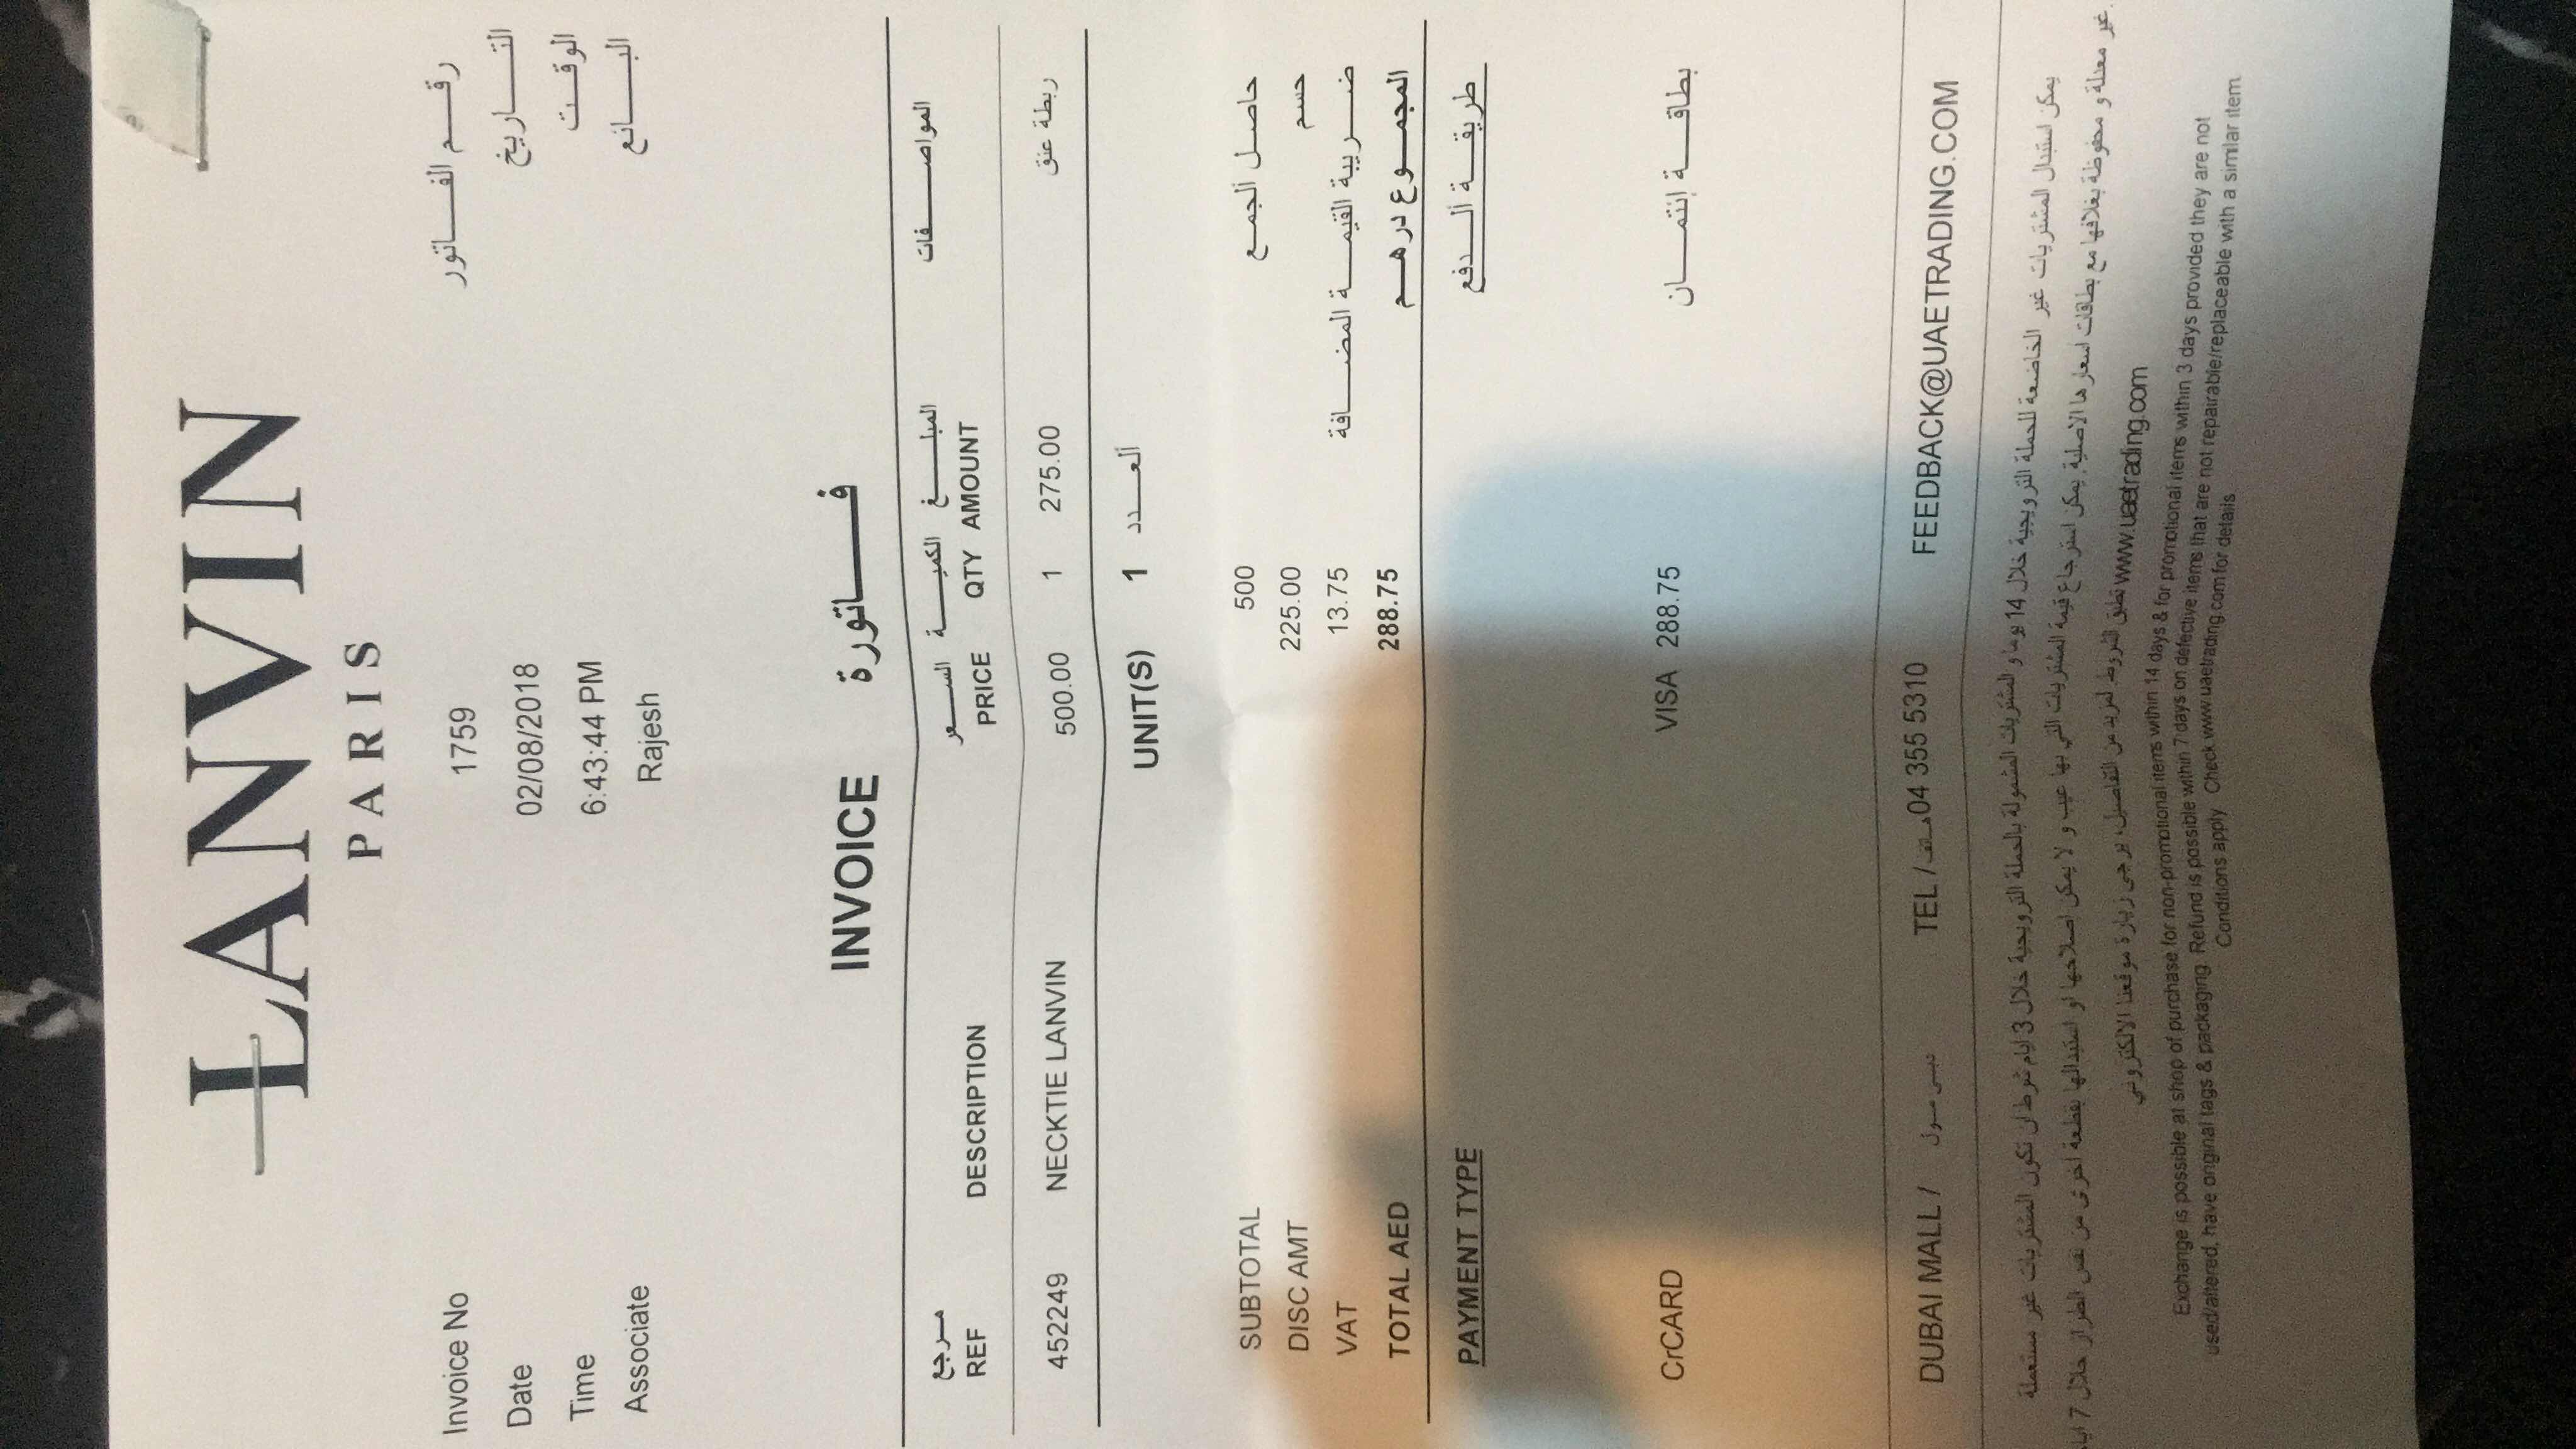 LANVIN
PARIS
Invoice No 1759 رقم الفاتور
Date 02/08/2018 التاريخ
Time 6:43:44 PM الوقت
Associate Rajesh البائع
INVOICE فاتورة
مرجع السعر الكمية المبلغ المواصفات
REF DESCRIPTION PRICE QTY AMOUNT
452249 NECKTIE LANVIN 500.00 1 275.00 ربطة عنق
UNIT(S) 1 ألعدد
SUBTOTAL 500 حاصل ألجمع
DISC AMT 225.00 حسم
VAT 13.75 ضريبة القيمة المضافة
TOTAL AED 288.75 المجموع درهم
PAYMENT TYPE طريقة ألدفع
CrCARD VISA 288.75 بطاقة إئتمان
DUBAI MALL / دبي مول TEL / هاتف 04 355 5310 FEEDBACK@UAETRADING.COM
يمكن استبدال المشتريات غير الخاضعة للحملة الترويجية خلال 14 يوما و المشتريات المشمولة بالحملة الترويجية خلال 3 أيام شرط أن تكون المشتريات غير مستعملة
غير معدلة و محفوظة بغلافها مع بطاقات اسعارها الاصلية. يمكن استرجاع قيمة المشتريات التي بها عيب و لا يمكن اصلاحها او استبدالها بقطعة أخرى من نفس الطراز خلال 7 أيا
تطبق الشروط. لمزيد من التفاصيل، يرجى زيارة موقعنا الالكتروني www.uaetrading.com
Exchange is possible at shop of purchase for non-promotional items within 14 days & for promotional items within 3 days provided they are not
used/altered, have original tags & packaging. Refund is possible within 7 days on defective items that are not repairable/replaceable with a similar item.
Conditions apply. Check www.uaetrading.com for details